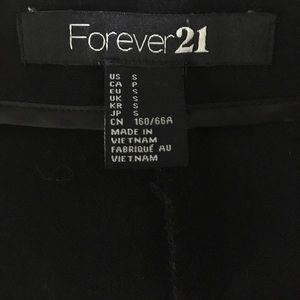 Forever21
US S
CA P
EU S
UK S
KR S
JP S
CN 160/66A
MADE IN
VIETNAM
FABRIQUÉ AU
VIETNAM